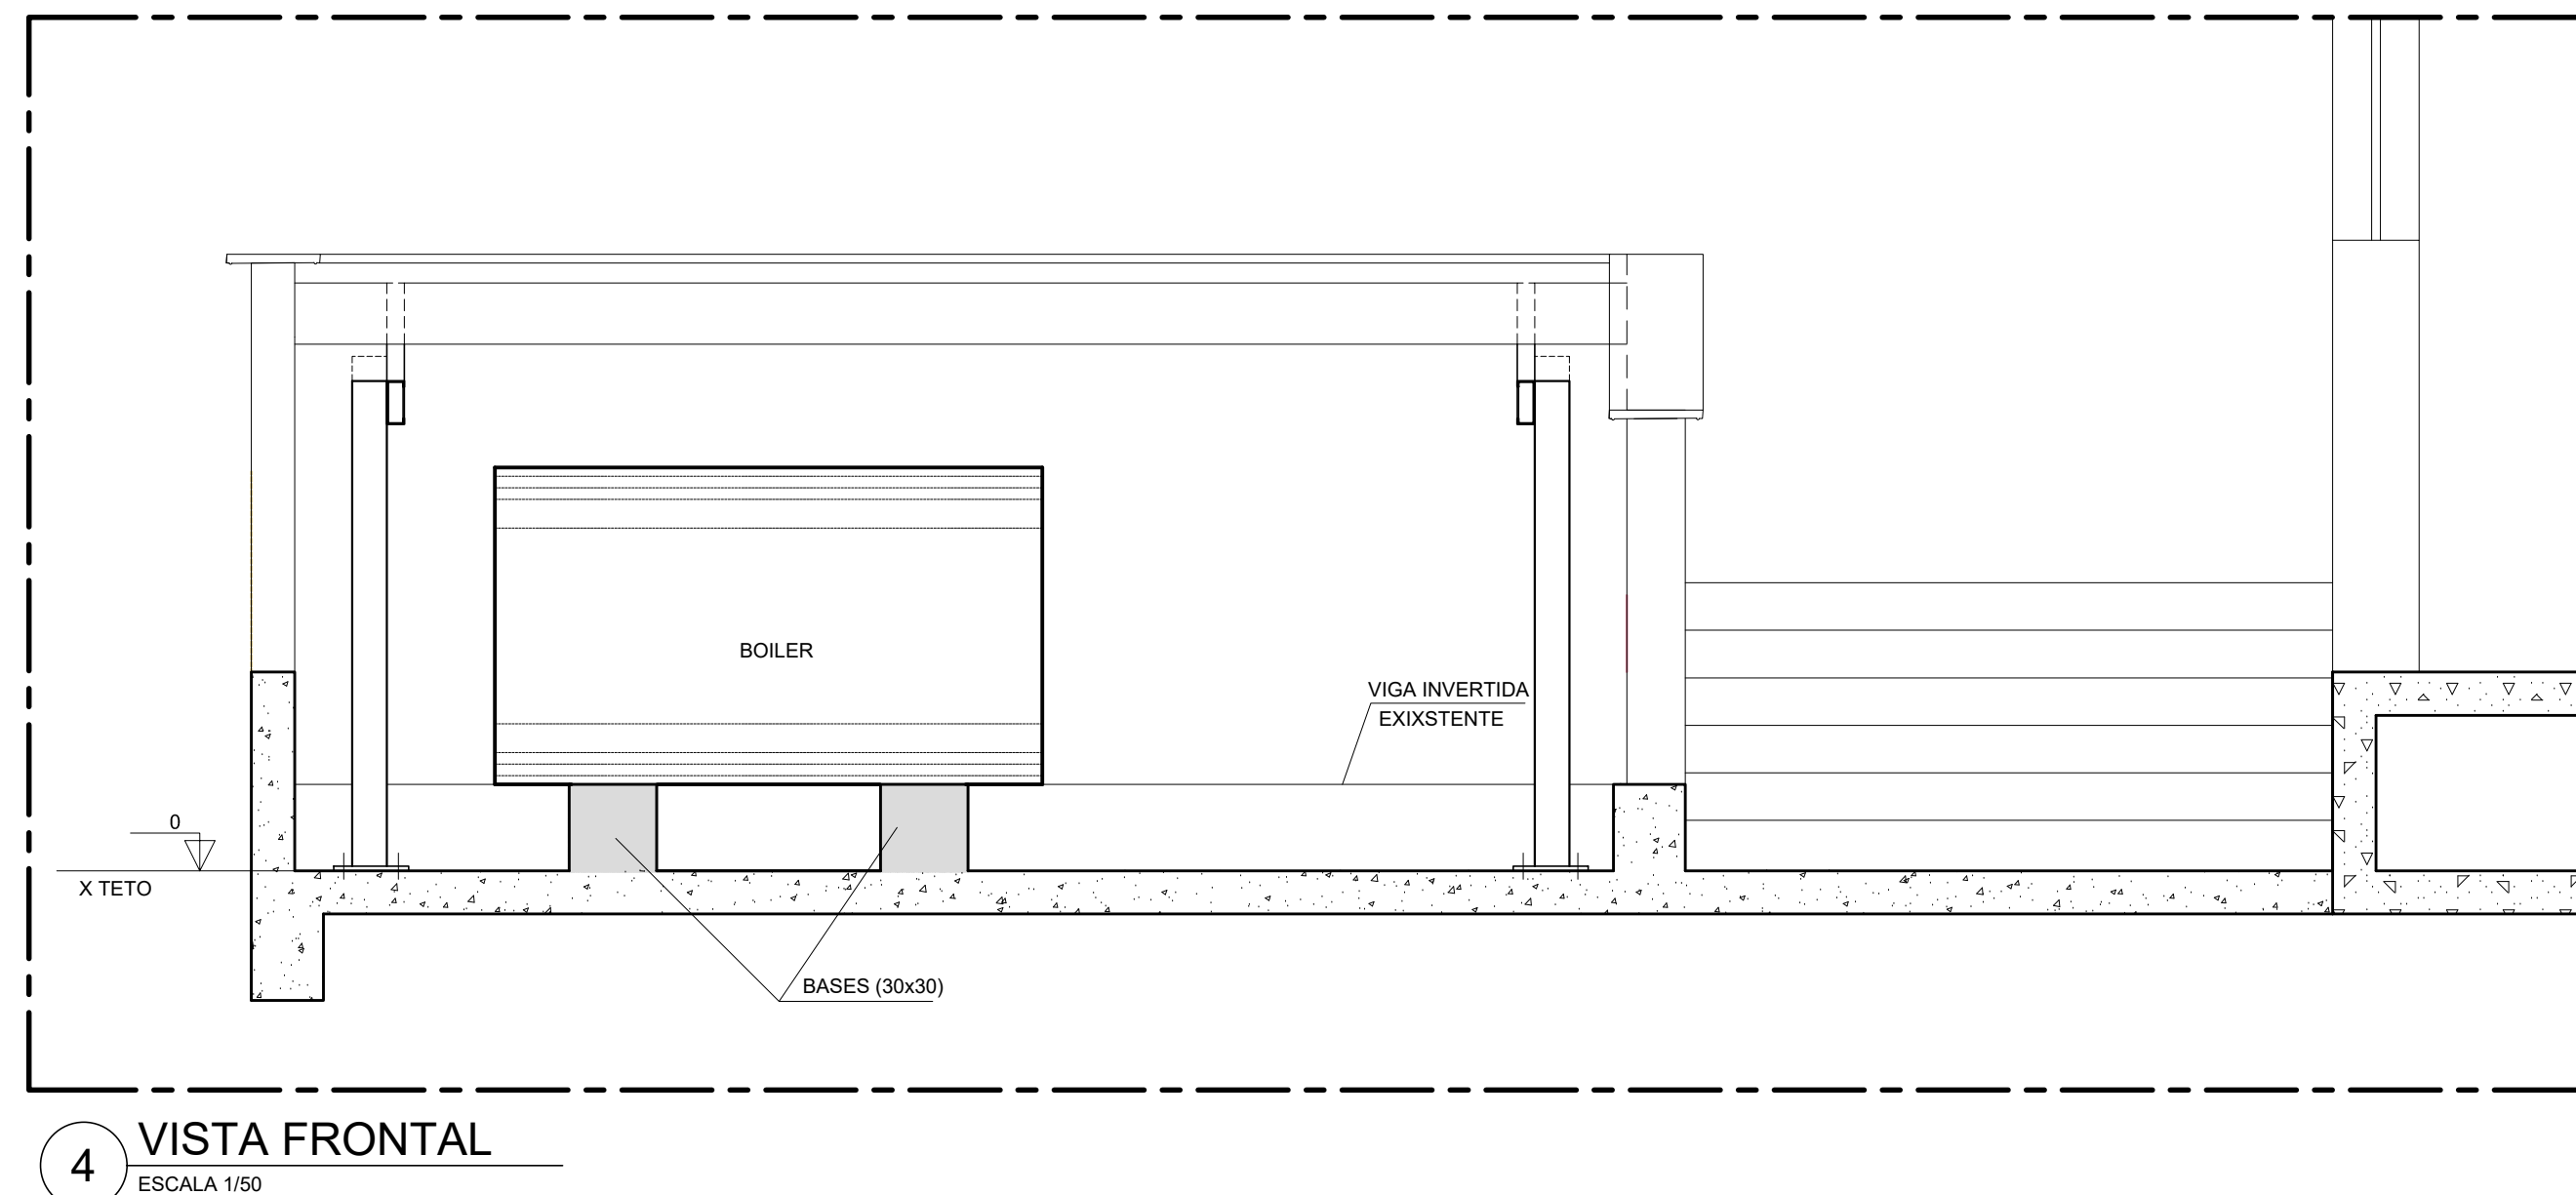 BOILER
VIGA INVERTIDA
EXIXSTENTE
0
X TETO
BASES (30x30)
4
VISTA FRONTAL
ESCALA 1/50